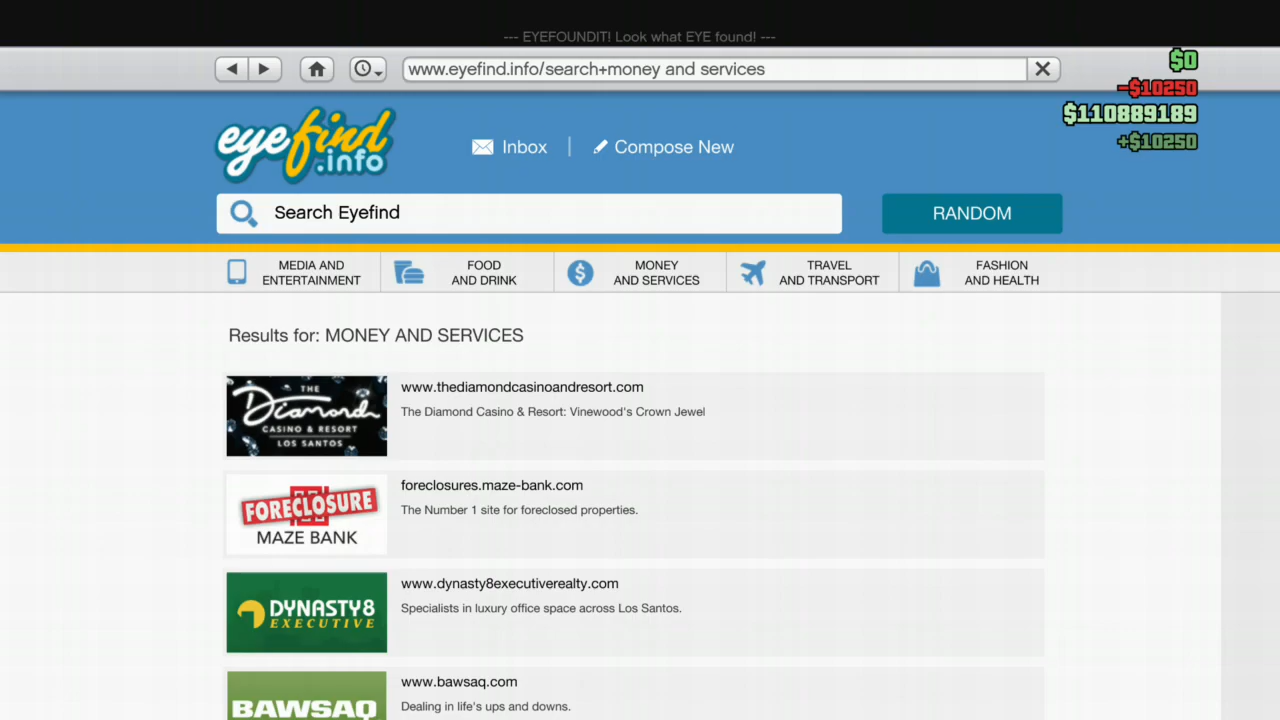 --- EYEFOUNDIT! Look what EYE found! ---
www.eyefind.info/search+money and services
$0
-$10250
$110889189
+$10250
eyefind
.info
Inbox
Compose New
Search Eyefind
RANDOM
MEDIA AND
ENTERTAINMENT
FOOD
AND DRINK
MONEY
AND SERVICES
TRAVEL
AND TRANSPORT
FASHION
AND HEALTH
Results for: MONEY AND SERVICES
THE
Diamond
CASINO & RESORT
LOS SANTOS
www.thediamondcasinoandresort.com
The Diamond Casino & Resort: Vinewood's Crown Jewel
FORECLOSURE
MAZE BANK
foreclosures.maze-bank.com
The Number 1 site for foreclosed properties.
DYNASTY8
EXECUTIVE
www.dynasty8executiverealty.com
Specialists in luxury office space across Los Santos.
BAWSAQ
www.bawsaq.com
Dealing in life's ups and downs.